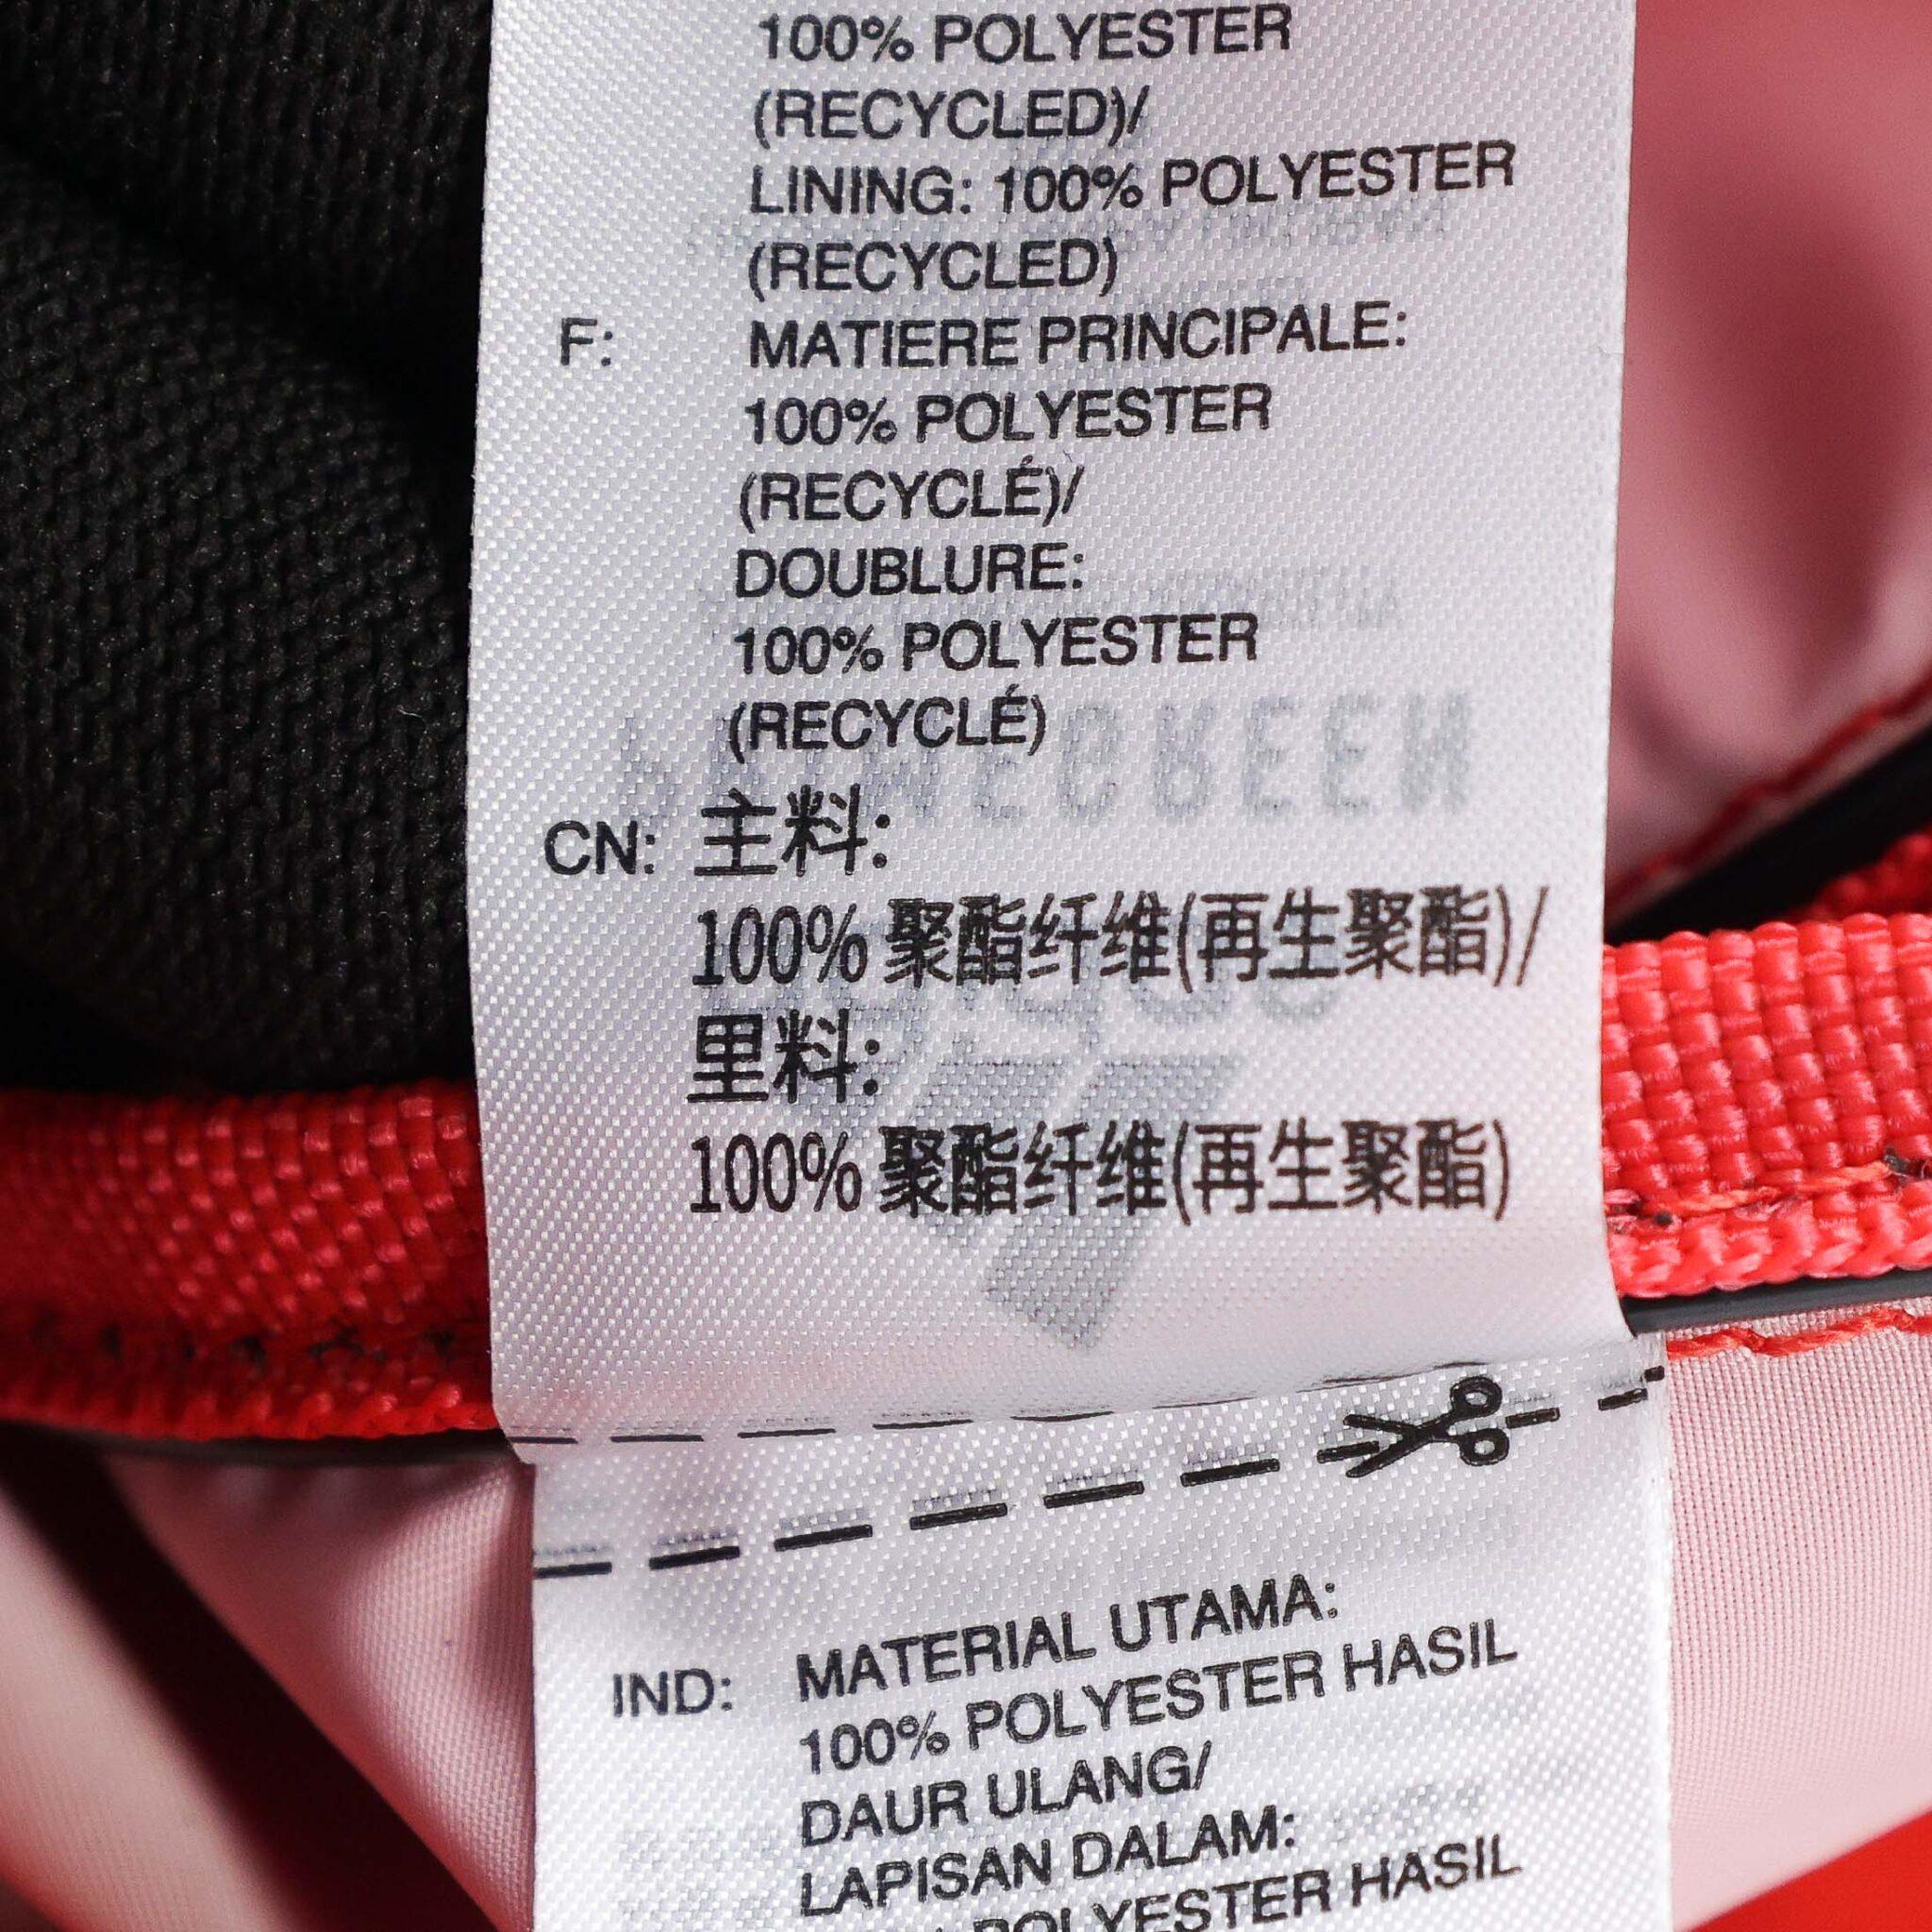 100% POLYESTER
(RECYCLED)/
LINING: 100% POLYESTER
(RECYCLED)
F: MATIERE PRINCIPALE:
100% POLYESTER
(RECYCLÉ)/
DOUBLURE:
100% POLYESTER
(RECYCLÉ)
CN: 主料:
100% 聚酯纤维(再生聚酯)/
里料:
100% 聚酯纤维(再生聚酯)
IND: MATERIAL UTAMA:
100% POLYESTER HASIL
DAUR ULANG/
LAPISAN DALAM:
POLYESTER HASIL